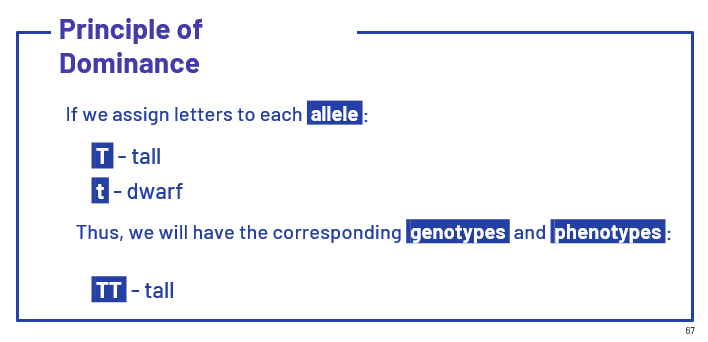 Principle of
Dominance
If we assign letters to each allele:
T - tall
t - dwarf
Thus, we will have the corresponding genotypes and phenotypes:
TT - tall
67